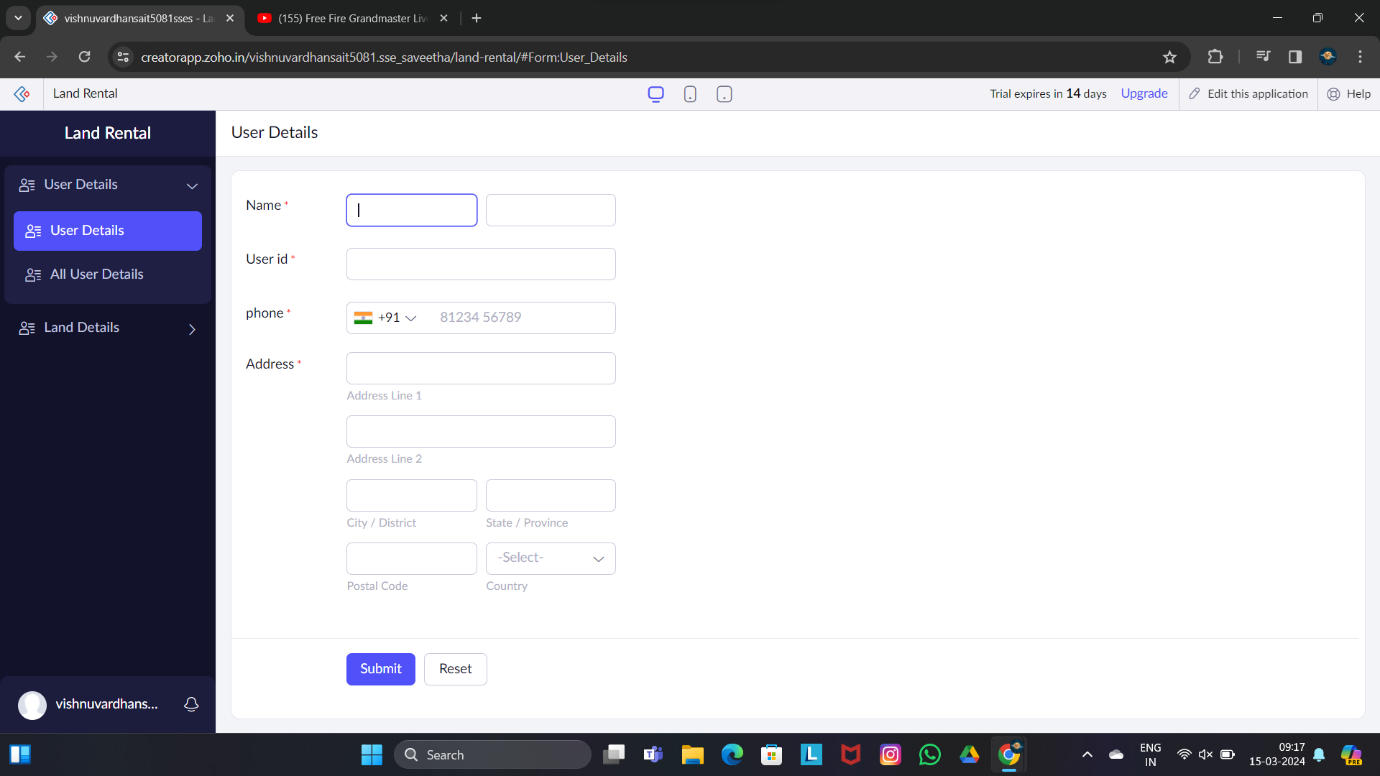 vishnuvardhansait5081sses - La
(155) Free Fire Grandmaster Live
creatorapp.zoho.in/vishnuvardhansait5081.sse_saveetha/land-rental/#Form:User_Details
Land Rental
Trial expires in 14 days
Upgrade
Edit this application
Help
Land Rental
User Details
User Details
All User Details
Land Details
vishnuvardhans...
User Details
Name *
User id *
phone *
+91
81234 56789
Address *
Address Line 1
Address Line 2
City / District
State / Province
-Select-
Postal Code
Country
Submit
Reset
Search
ENG
IN
09:17
15-03-2024
PRE